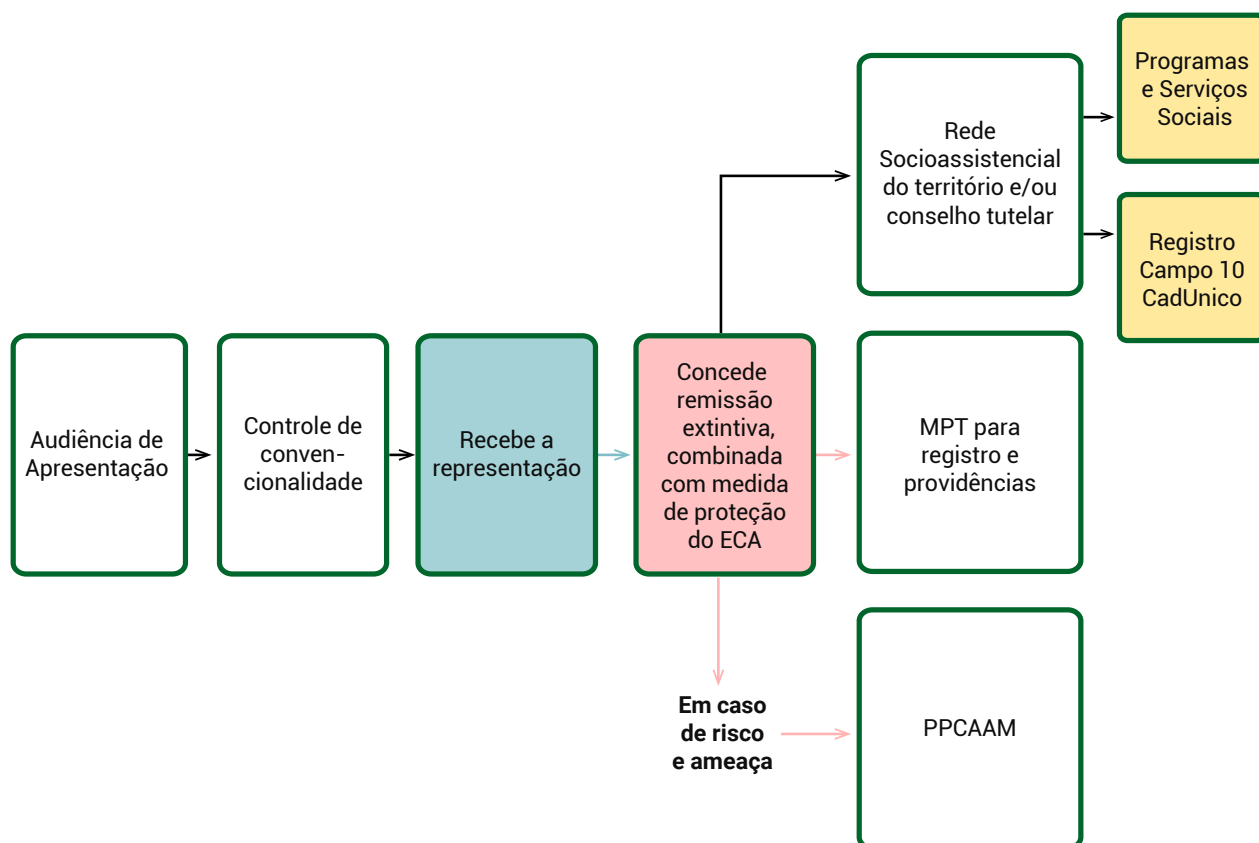 Audiência de
Apresentação
Controle de
conven-
cionalidade
Recebe a
representação
Concede
remissão
extintiva,
combinada
com medida
de proteção
do ECA
Rede
Socioassistencial
do território e/ou
conselho tutelar
Programas
e Serviços
Sociais
Registro
Campo 10
CadUnico
MPT para
registro e
providências
Em caso
de risco
e ameaça
PPCAAM